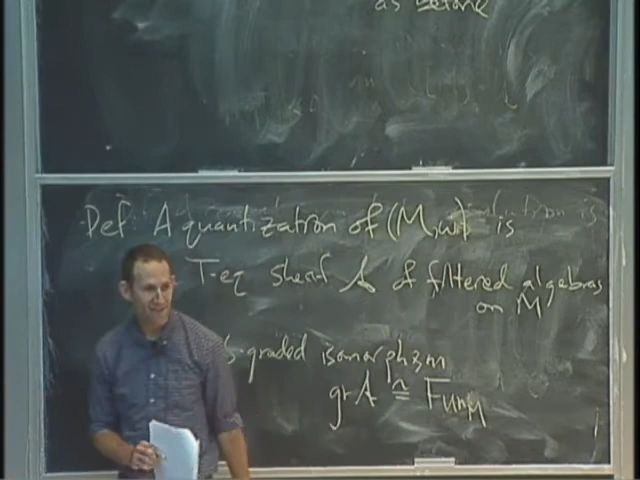 as before
Def A quantization of (M, ω) is
T-eq sheaf A of filtered algebras
on M
S-graded isomorphism
gr A ≅ Fun_M